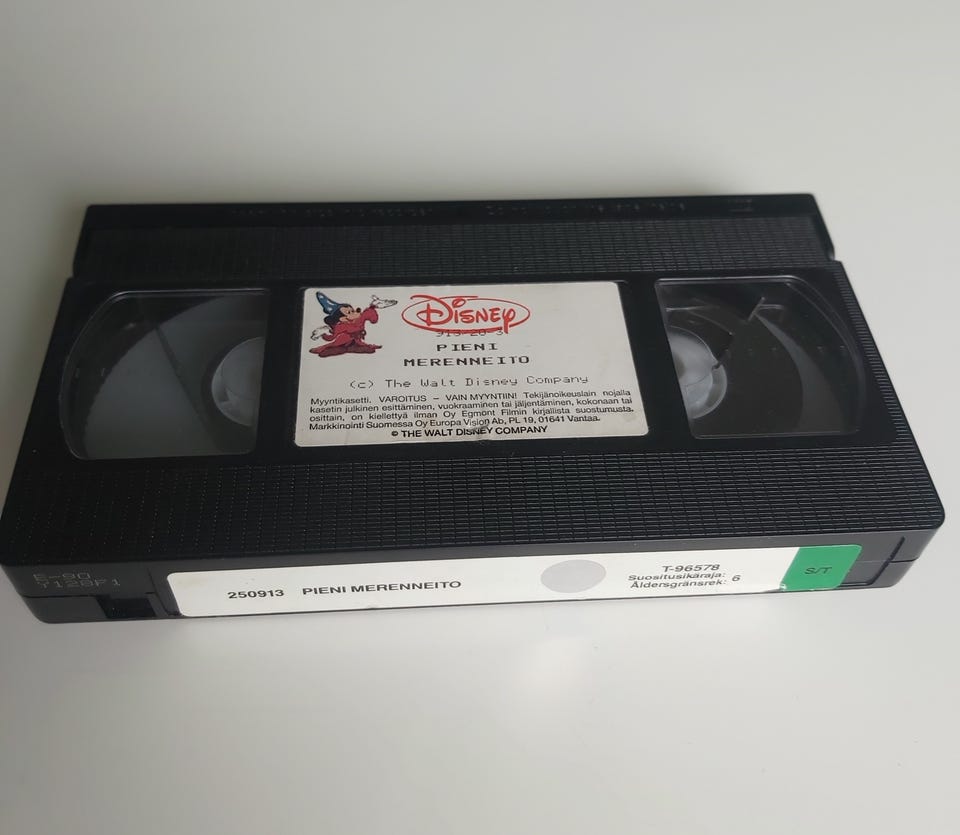 Disney
PIENI
MERENNEITO
(c) The Walt Disney Company
Myyntikasetti. VAROITUS – VAIN MYYNTIIN! Tekijänoikeuslain nojalla
kasetin julkinen esittäminen, vuokraaminen tai jäljentäminen, kokonaan tai
osittain, on kiellettyä ilman Oy Egmont Filmin kirjallista suostumusta.
Markkinointi Suomessa Oy Europa Vision Ab, PL 19, 01641 Vantaa.
© THE WALT DISNEY COMPANY
E-90
Y128F1
250913 PIENI MERENNEITO
T-96578
Suositusikäraja: 6
Åldersgränsrek:
S/T